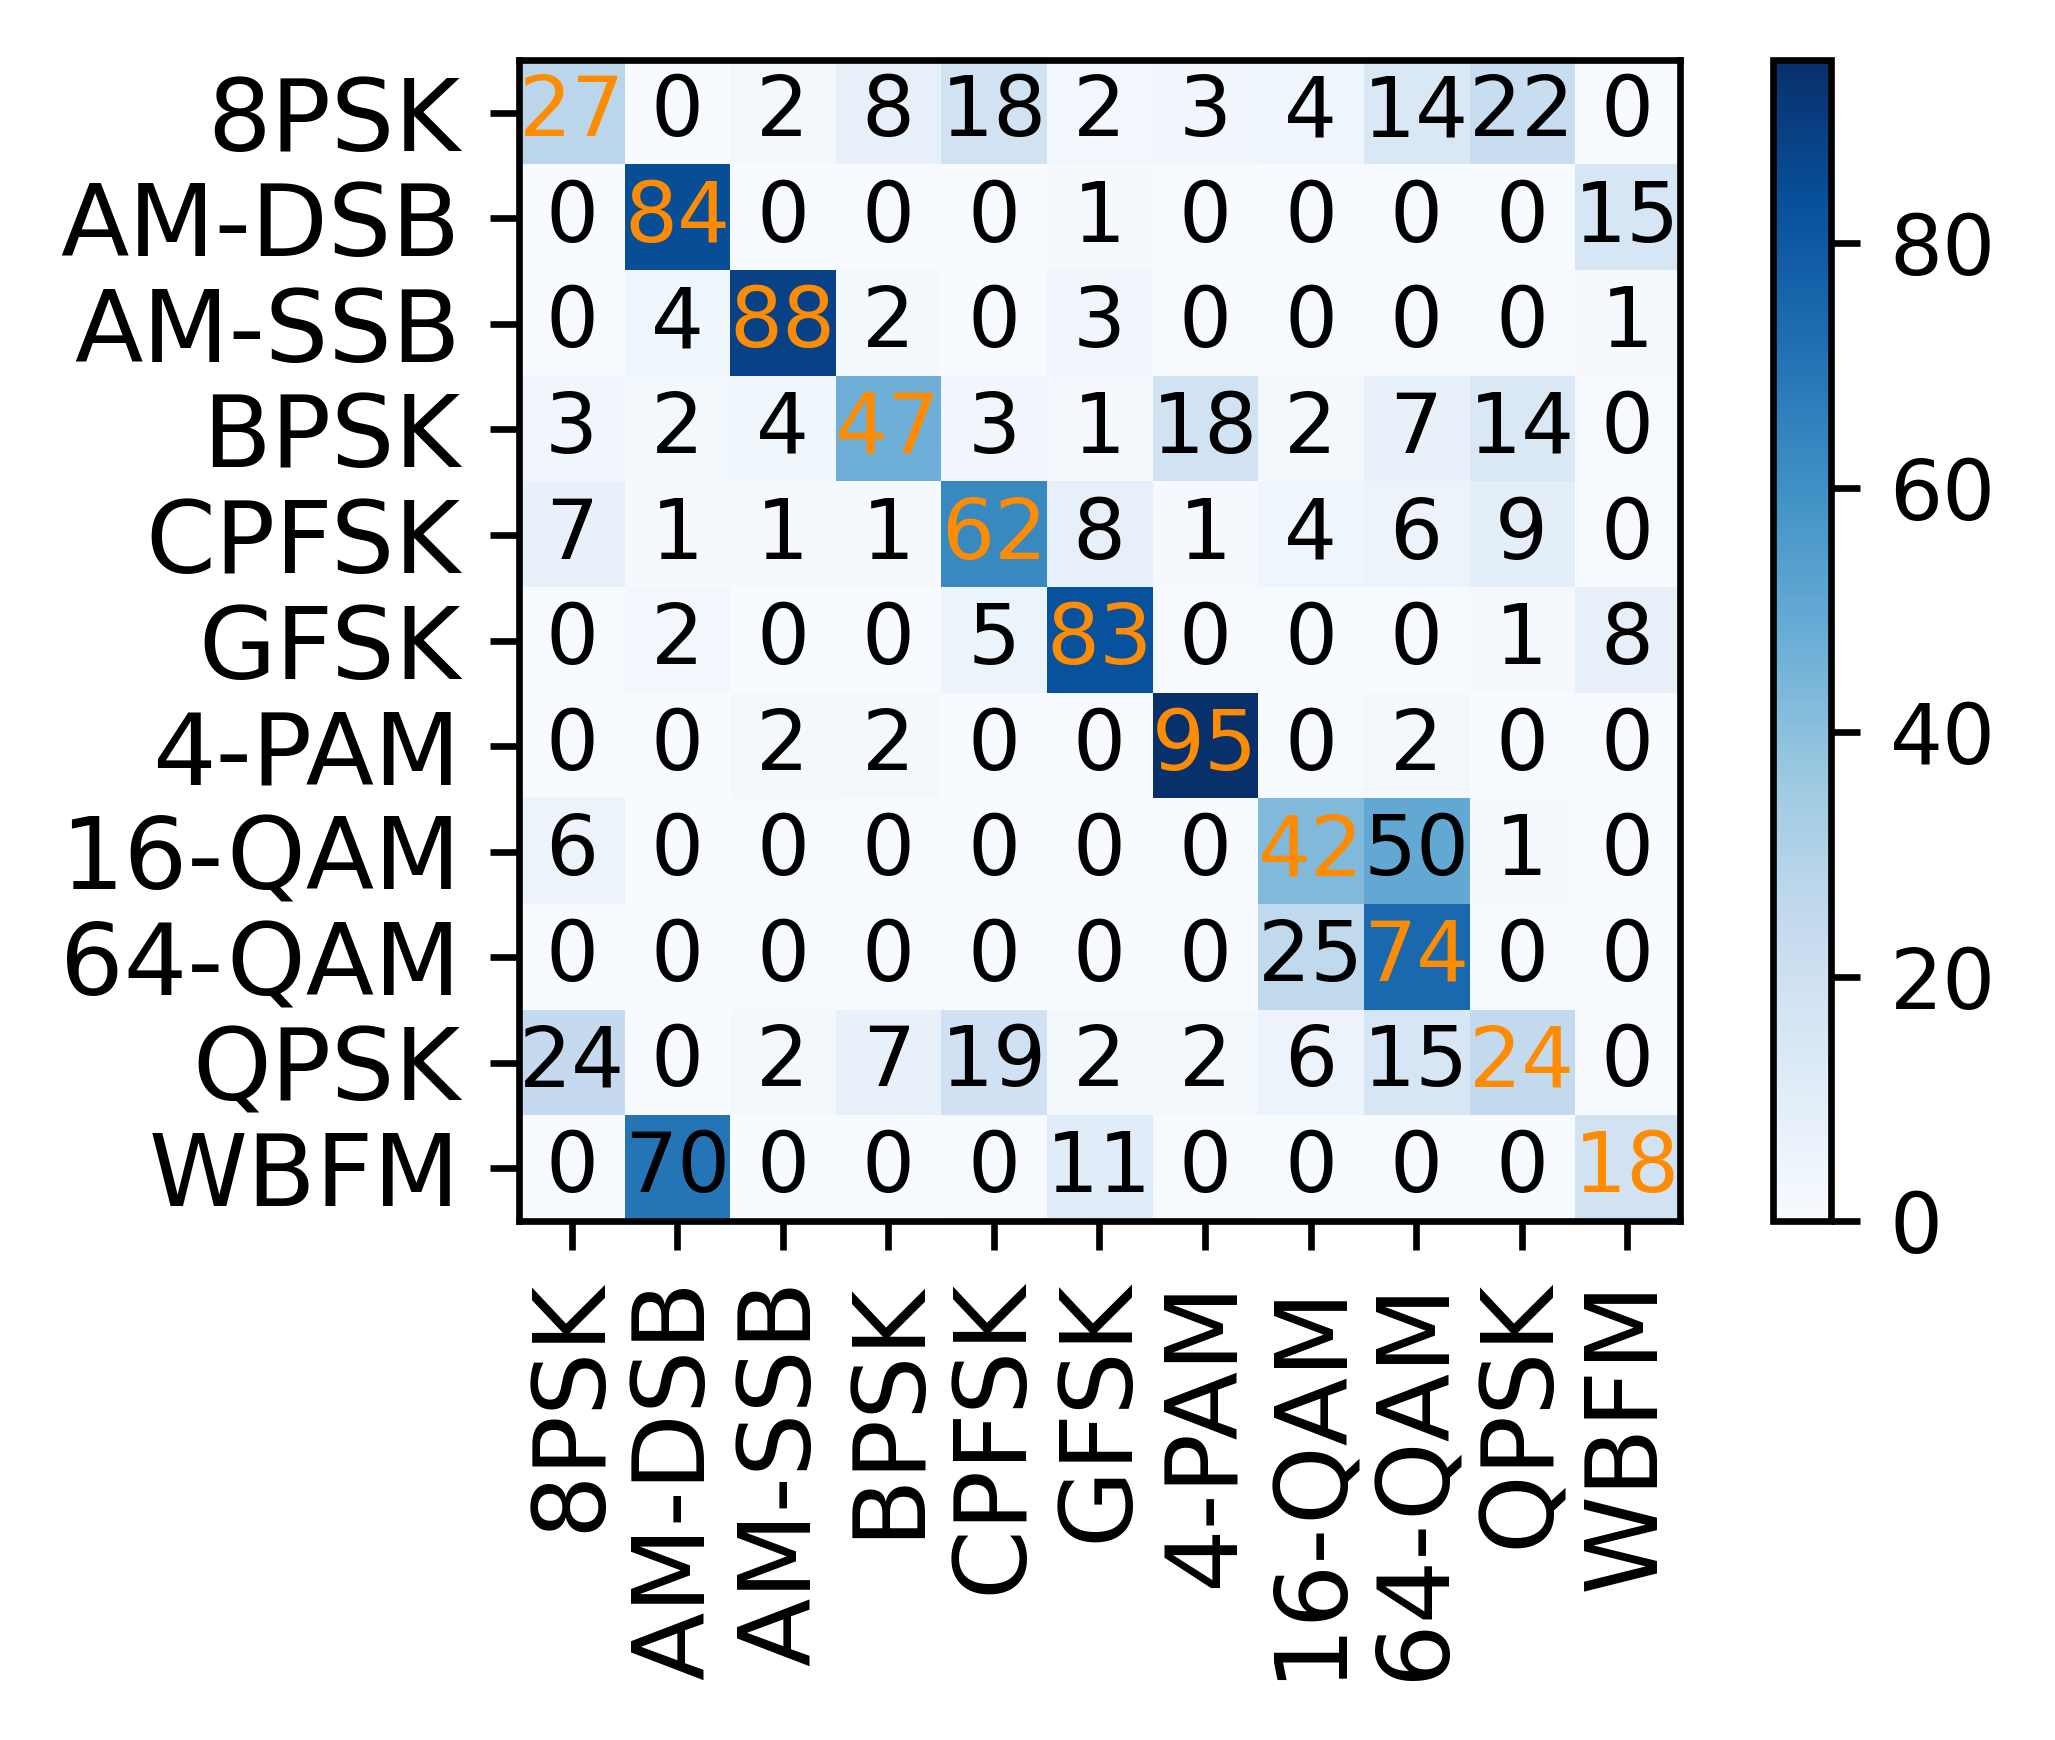 8PSK 27 0 2 8 18 2 3 4 14 22 0
AM-DSB 0 84 0 0 0 1 0 0 0 0 15
AM-SSB 0 4 88 2 0 3 0 0 0 0 1
BPSK 3 2 4 47 3 1 18 2 7 14 0
CPFSK 7 1 1 1 62 8 1 4 6 9 0
GFSK 0 2 0 0 5 83 0 0 0 1 8
4-PAM 0 0 2 2 0 0 95 0 2 0 0
16-QAM 6 0 0 0 0 0 0 42 50 1 0
64-QAM 0 0 0 0 0 0 0 25 74 0 0
QPSK 24 0 2 7 19 2 2 6 15 24 0
WBFM 0 70 0 0 0 11 0 0 0 0 18
8PSK
AM-DSB
AM-SSB
BPSK
CPFSK
GFSK
4-PAM
16-QAM
64-QAM
QPSK
WBFM
80
60
40
20
0